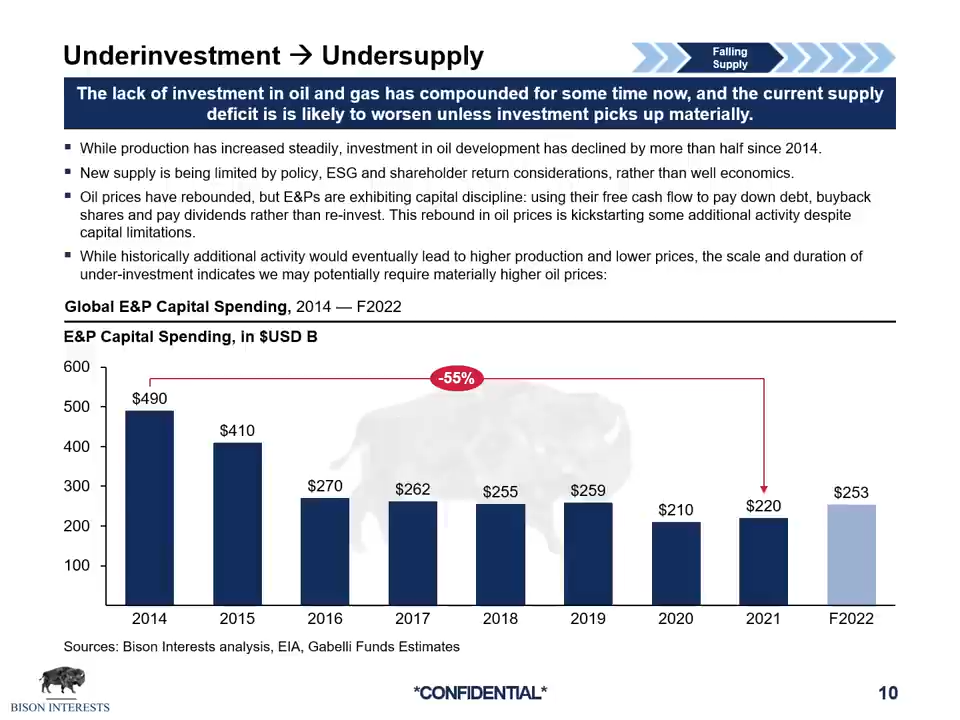 Underinvestment → Undersupply
Falling
Supply
The lack of investment in oil and gas has compounded for some time now, and the current supply
deficit is is likely to worsen unless investment picks up materially.
▪ While production has increased steadily, investment in oil development has declined by more than half since 2014.
▪ New supply is being limited by policy, ESG and shareholder return considerations, rather than well economics.
▪ Oil prices have rebounded, but E&Ps are exhibiting capital discipline: using their free cash flow to pay down debt, buyback
shares and pay dividends rather than re-invest. This rebound in oil prices is kickstarting some additional activity despite
capital limitations.
▪ While historically additional activity would eventually lead to higher production and lower prices, the scale and duration of
under-investment indicates we may potentially require materially higher oil prices:
Global E&P Capital Spending, 2014 — F2022
E&P Capital Spending, in $USD B
600
500
400
300
200
100
-55%
$490
$410
$270
$262
$255
$259
$210
$220
$253
2014
2015
2016
2017
2018
2019
2020
2021
F2022
Sources: Bison Interests analysis, EIA, Gabelli Funds Estimates
BISON INTERESTS
*CONFIDENTIAL*
10